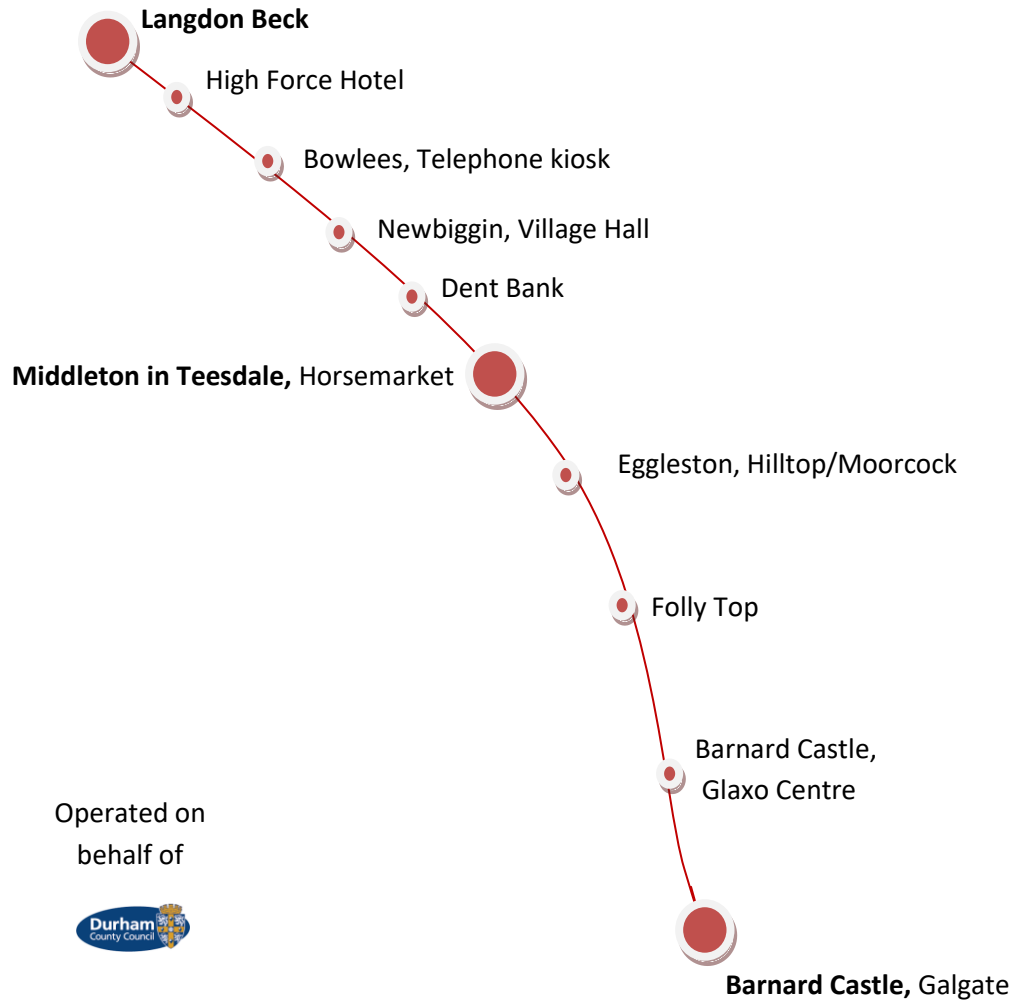 Langdon Beck
High Force Hotel
Bowlees, Telephone kiosk
Newbiggin, Village Hall
Dent Bank
Middleton in Teesdale, Horsemarket
Eggleston, Hilltop/Moorcock
Folly Top
Barnard Castle,
Glaxo Centre
Operated on
behalf of
Durham
County Council
Barnard Castle, Galgate